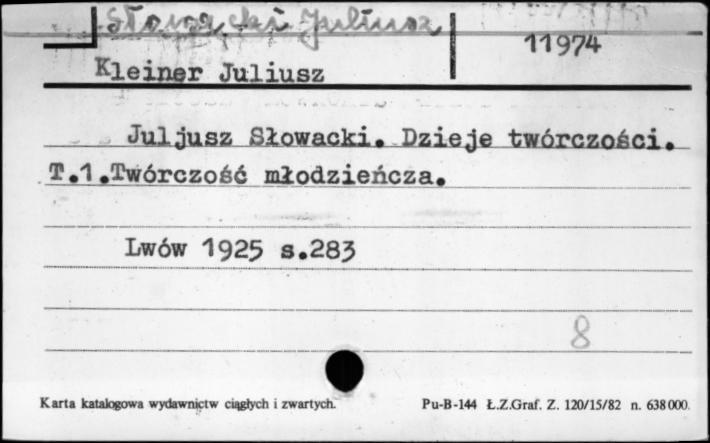 Słowacki Juliusz
11974
Kleiner Juliusz
Juljusz Słowacki. Dzieje twórczości.
T.1.Twórczość młodzieńcza.
Lwów 1925 s.283
8
Karta katalogowa wydawnictw ciągłych i zwartych. Pu-B-144 Ł.Z.Graf. Z. 120/15/82 n. 638000.